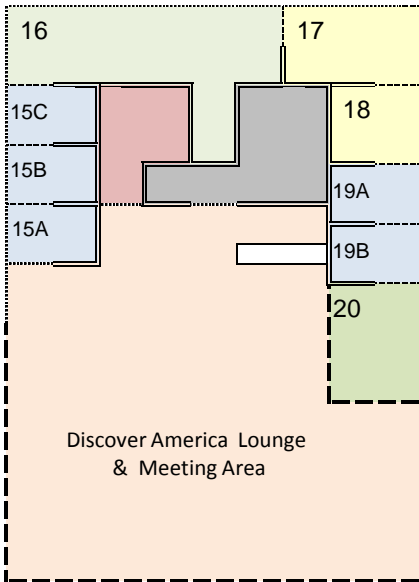 16
17
15C
18
15B
19A
15A
19B
20
Discover America Lounge
& Meeting Area